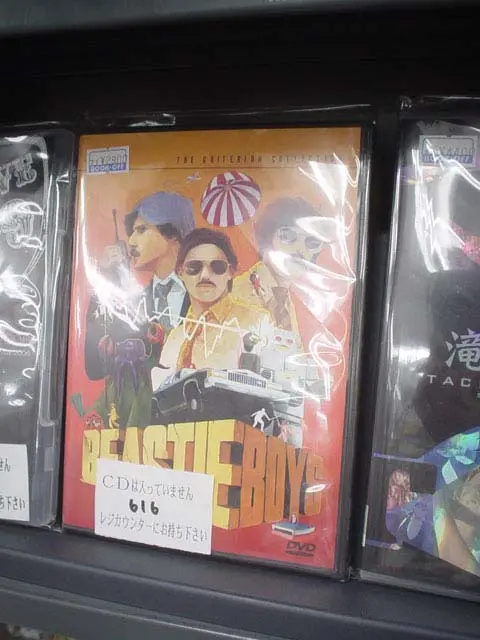 THE CRITERION COLLECTION
BOOK-OFF
BEASTIE BOYS
CDは入っていません
616
レジカウンターにお持ち下さい
DVD
BOOK-OFF
滝
TAC
せん
ち下さい